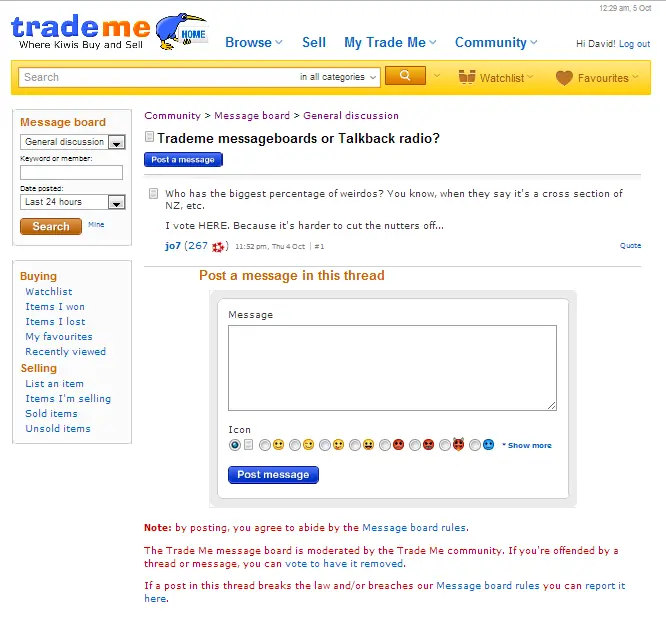 12:29 am, 5 Oct
trademe
Where Kiwis Buy and Sell
HOME
Browse
Sell
My Trade Me
Community
Hi David! Log out
Search
in all categories
Watchlist
Favourites
Message board
General discussion
Keyword or member:
Date posted:
Last 24 hours
Search
Mine
Buying
Watchlist
Items I won
Items I lost
My favourites
Recently viewed
Selling
List an item
Items I'm selling
Sold items
Unsold items
Community > Message board > General discussion
Trademe messageboards or Talkback radio?
Post a message
Who has the biggest percentage of weirdos? You know, when they say it's a cross section of
NZ, etc.
I vote HERE. Because it's harder to cut the nutters off...
jo7 (267 ) 11:52 pm, Thu 4 Oct | #1
Quote
Post a message in this thread
Message
Icon
* Show more
Post message
Note: by posting, you agree to abide by the Message board rules.
The Trade Me message board is moderated by the Trade Me community. If you're offended by a
thread or message, you can vote to have it removed.
If a post in this thread breaks the law and/or breaches our Message board rules you can report it
here.